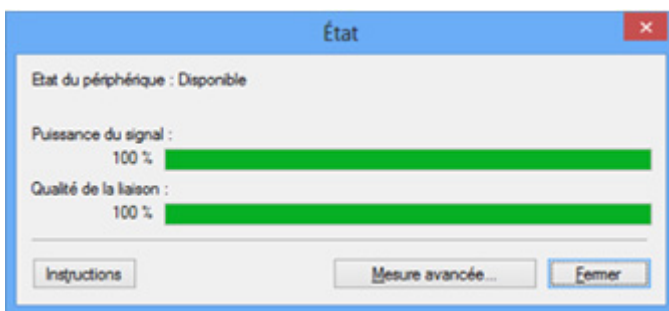 État
Etat du périphérique : Disponible
Puissance du signal :
100 %
Qualité de la liaison :
100 %
Instructions Mesure avancée... Fermer